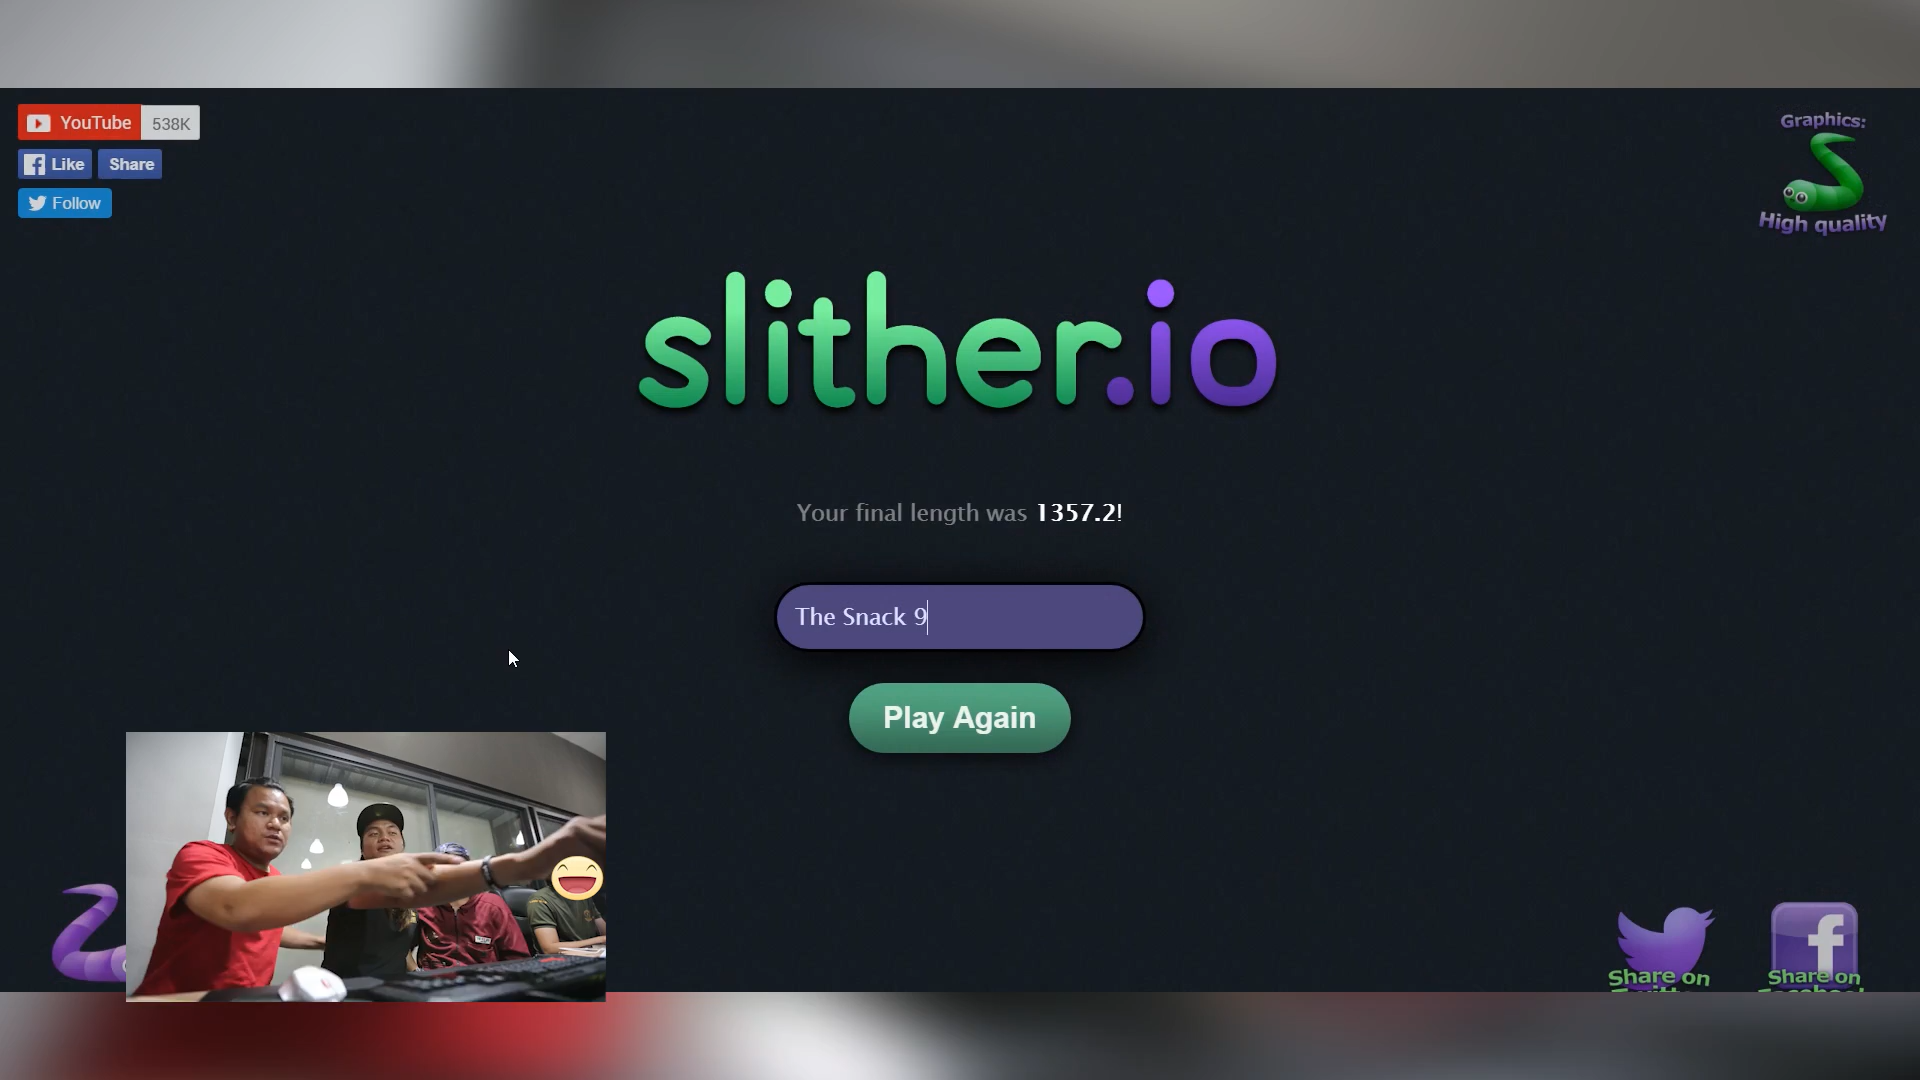 YouTube 538K
Like Share
Follow
Graphics:
High quality
slither.io
Your final length was 1357.2!
The Snack 9
Play Again
Share on
Share on